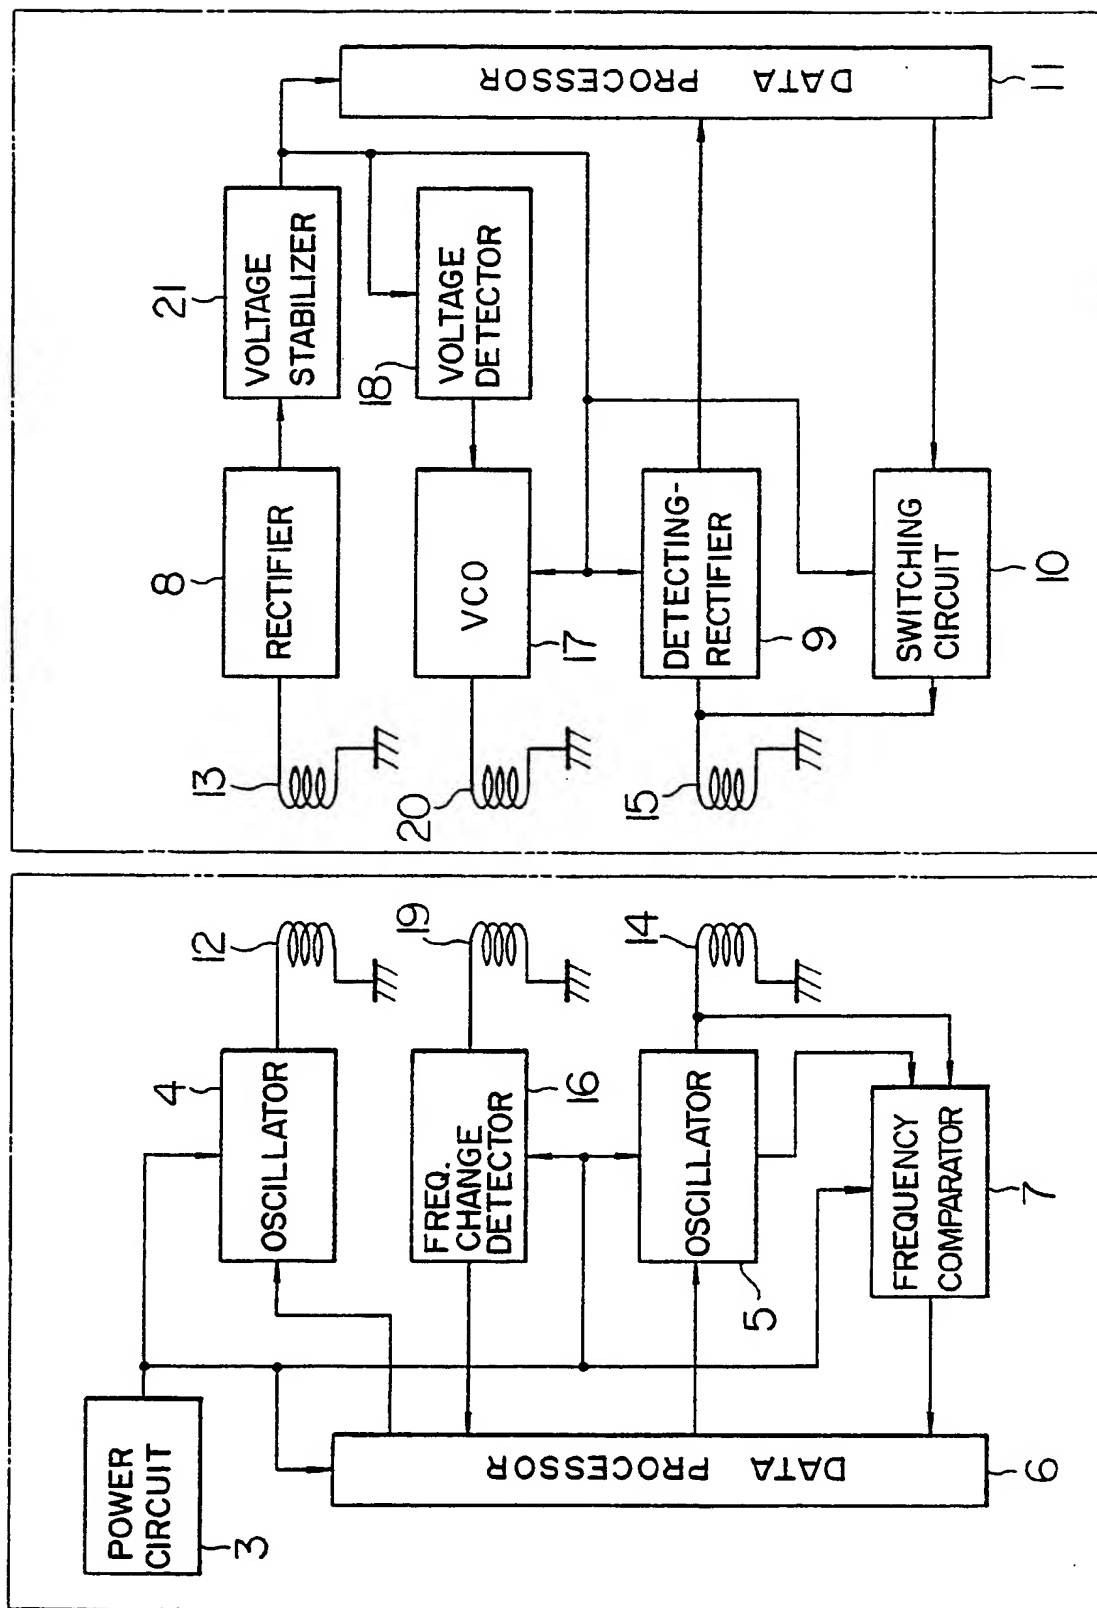 POWER
CIRCUIT
3
OSCILLATOR
4
12
FREQ.
CHANGE
DETECTOR
16
19
OSCILLATOR
5
14
FREQUENCY
COMPARATOR
7
DATA PROCESSOR
6
13
RECTIFIER
8
VOLTAGE
STABILIZER
21
20
VCO
17
VOLTAGE
DETECTOR
18
15
DETECTING-
RECTIFIER
9
SWITCHING
CIRCUIT
10
DATA PROCESSOR
11